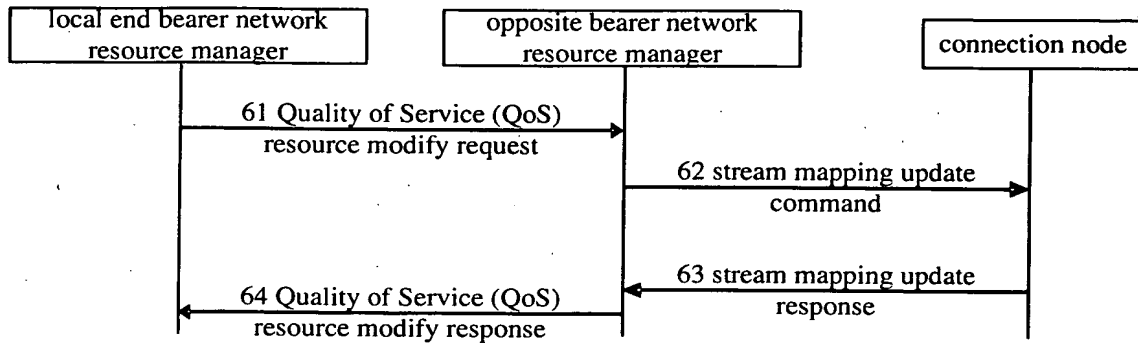 local end bearer network
resource manager
opposite bearer network
resource manager
connection node
61 Quality of Service (QoS)
resource modify request
62 stream mapping update
command
63 stream mapping update
response
64 Quality of Service (QoS)
resource modify response